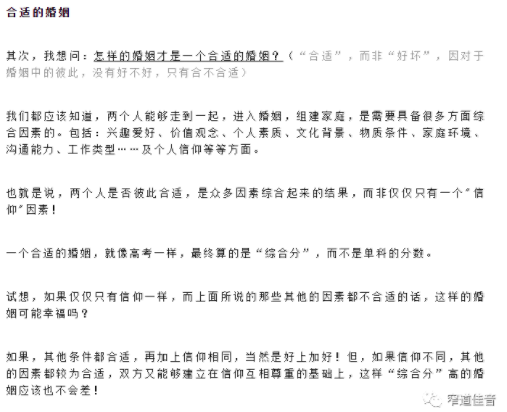 合适的婚姻
其次，我想问：怎样的婚姻才是一个合适的婚姻？（“合适”，而非“好坏”，因对于
婚姻中的彼此，没有好不好，只有合不合适）
我们都应该知道，两个人能够走到一起，进入婚姻，组建家庭，是需要具备很多方面综
合因素的。包括：兴趣爱好、价值观念、个人素质、文化背景、物质条件、家庭环境、
沟通能力、工作类型……及个人信仰等等方面。
也就是说，两个人是否彼此合适，是众多因素综合起来的结果，而非仅仅只有一个"信
仰"因素！
一个合适的婚姻，就像高考一样，最终算的是“综合分”，而不是单科的分数。
试想，如果仅仅只有信仰一样，而上面所说的那些其他的因素都不合适的话，这样的婚
姻可能幸福吗？
如果，其他条件都合适，再加上信仰相同，当然是好上加好！但，如果信仰不同，其他
的因素都较为合适，双方又能够建立在信仰互相尊重的基础上，这样“综合分”高的婚
姻应该也不会差！
窄道佳音